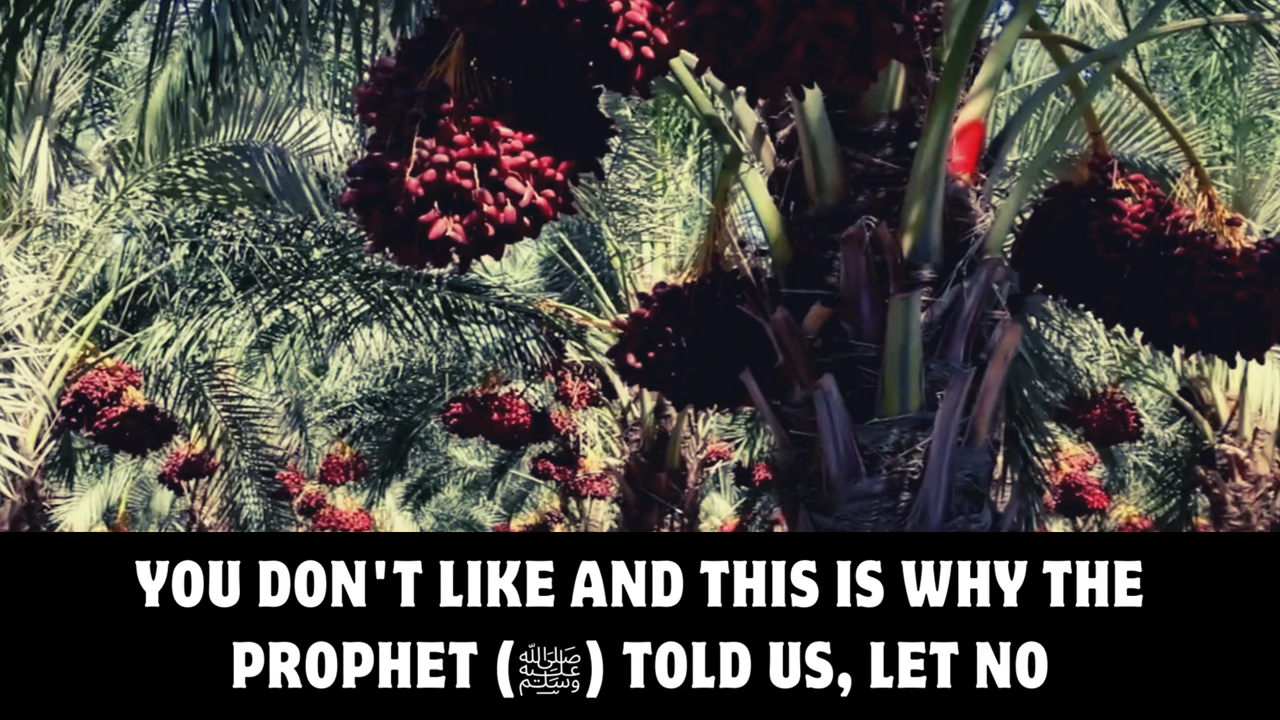 YOU DON'T LIKE AND THIS IS WHY THE
PROPHET (ﷺ) TOLD US, LET NO